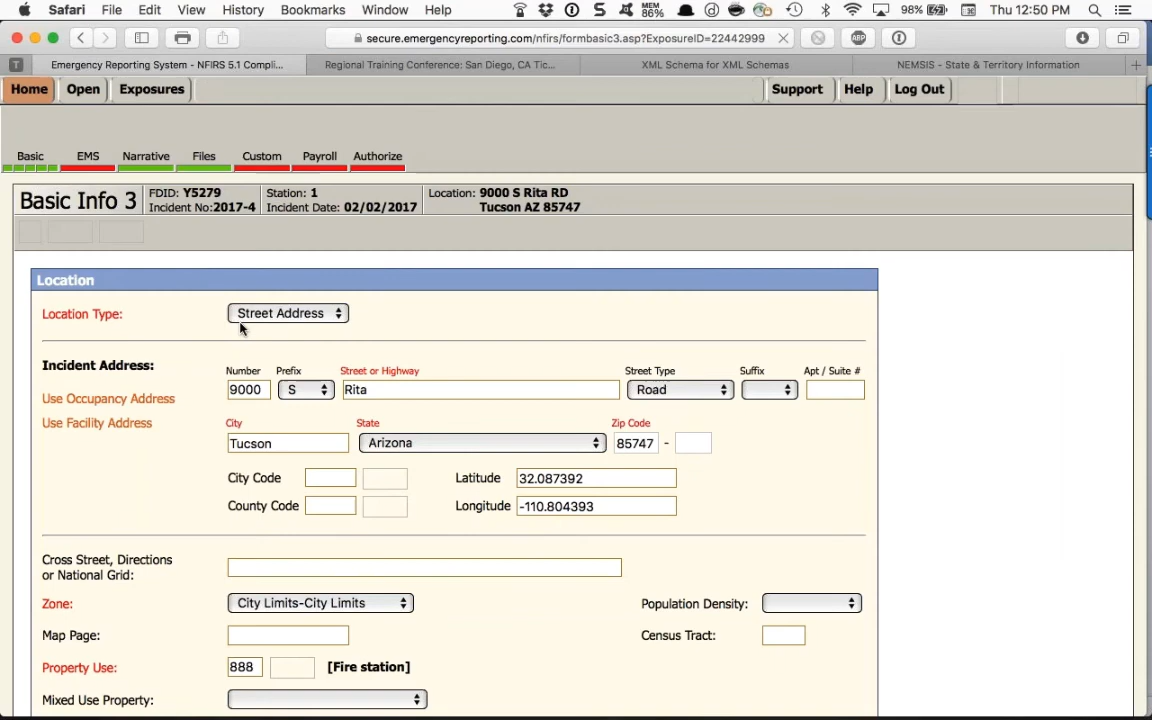 Safari File Edit View History Bookmarks Window Help MEM 86% 98% Thu 12:50 PM
secure.emergencyreporting.com/nfirs/formbasic3.asp?ExposureID=22442999
T Emergency Reporting System - NFIRS 5.1 Compli... Regional Training Conference: San Diego, CA Tic... XML Schema for XML Schemas NEMSIS - State & Territory Information
Home Open Exposures Support Help Log Out
Basic EMS Narrative Files Custom Payroll Authorize
Basic Info 3
FDID: Y5279 Station: 1 Location: 9000 S Rita RD
Incident No:2017-4 Incident Date: 02/02/2017 Tucson AZ 85747
Location
Location Type: Street Address
Incident Address:
Number Prefix Street or Highway Street Type Suffix Apt / Suite #
9000 S Rita Road
Use Occupancy Address
Use Facility Address
City State Zip Code
Tucson Arizona 85747 -
City Code Latitude 32.087392
County Code Longitude -110.804393
Cross Street, Directions
or National Grid:
Zone: City Limits-City Limits Population Density:
Map Page: Census Tract:
Property Use: 888 [Fire station]
Mixed Use Property: